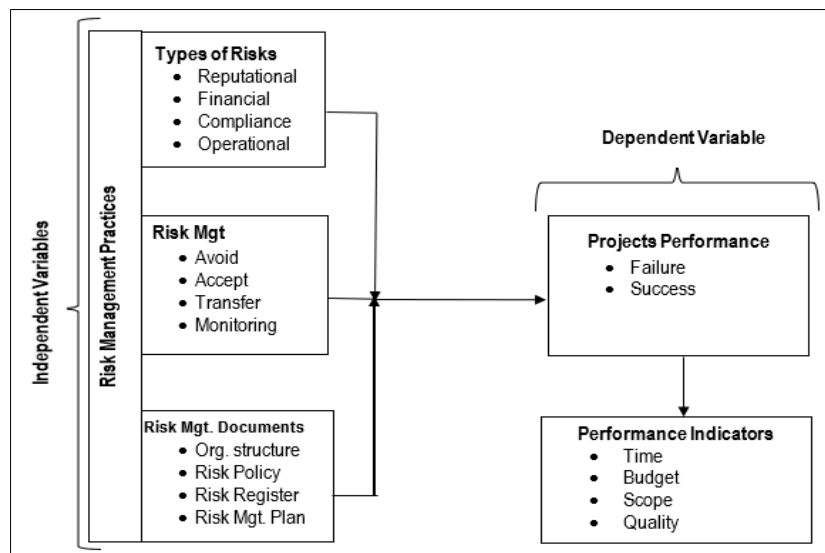 Independent Variables
Risk Management Practices
Types of Risks
• Reputational
• Financial
• Compliance
• Operational
Risk Mgt
• Avoid
• Accept
• Transfer
• Monitoring
Risk Mgt. Documents
• Org. structure
• Risk Policy
• Risk Register
• Risk Mgt. Plan
Dependent Variable
Projects Performance
• Failure
• Success
Performance Indicators
• Time
• Budget
• Scope
• Quality